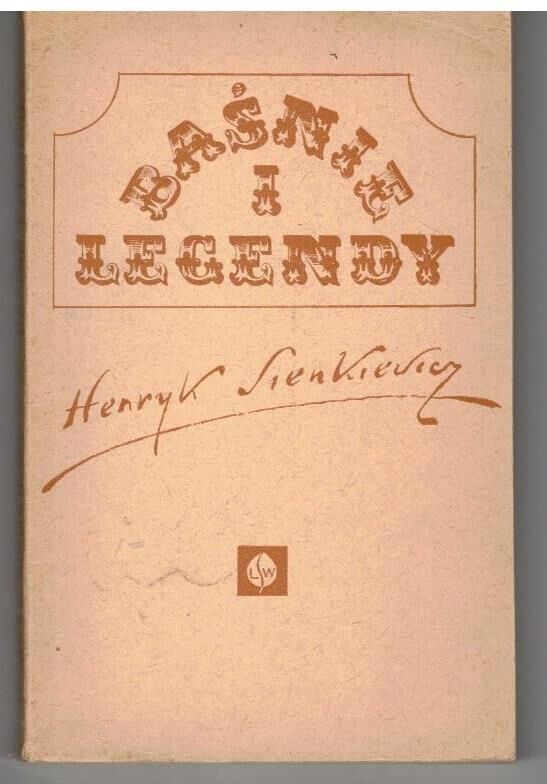 BAŚNIE
I
LEGENDY
Henryk Sienkiewicz
LSW